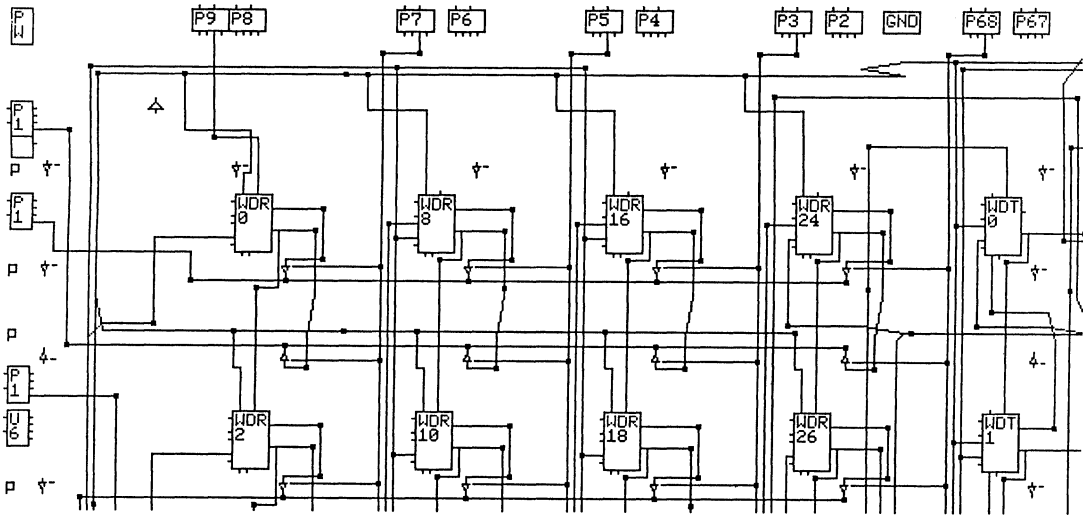 P W
P9 P8
P7 P6
P5 P4
P3 P2
GND
P68 P67
P 1
P
P 1
WDR 0
WDR 8
WDR 16
WDR 24
WDT 0
P
P
P 1
U 6
WDR 2
WDR 10
WDR 18
WDR 26
WDT 1
P